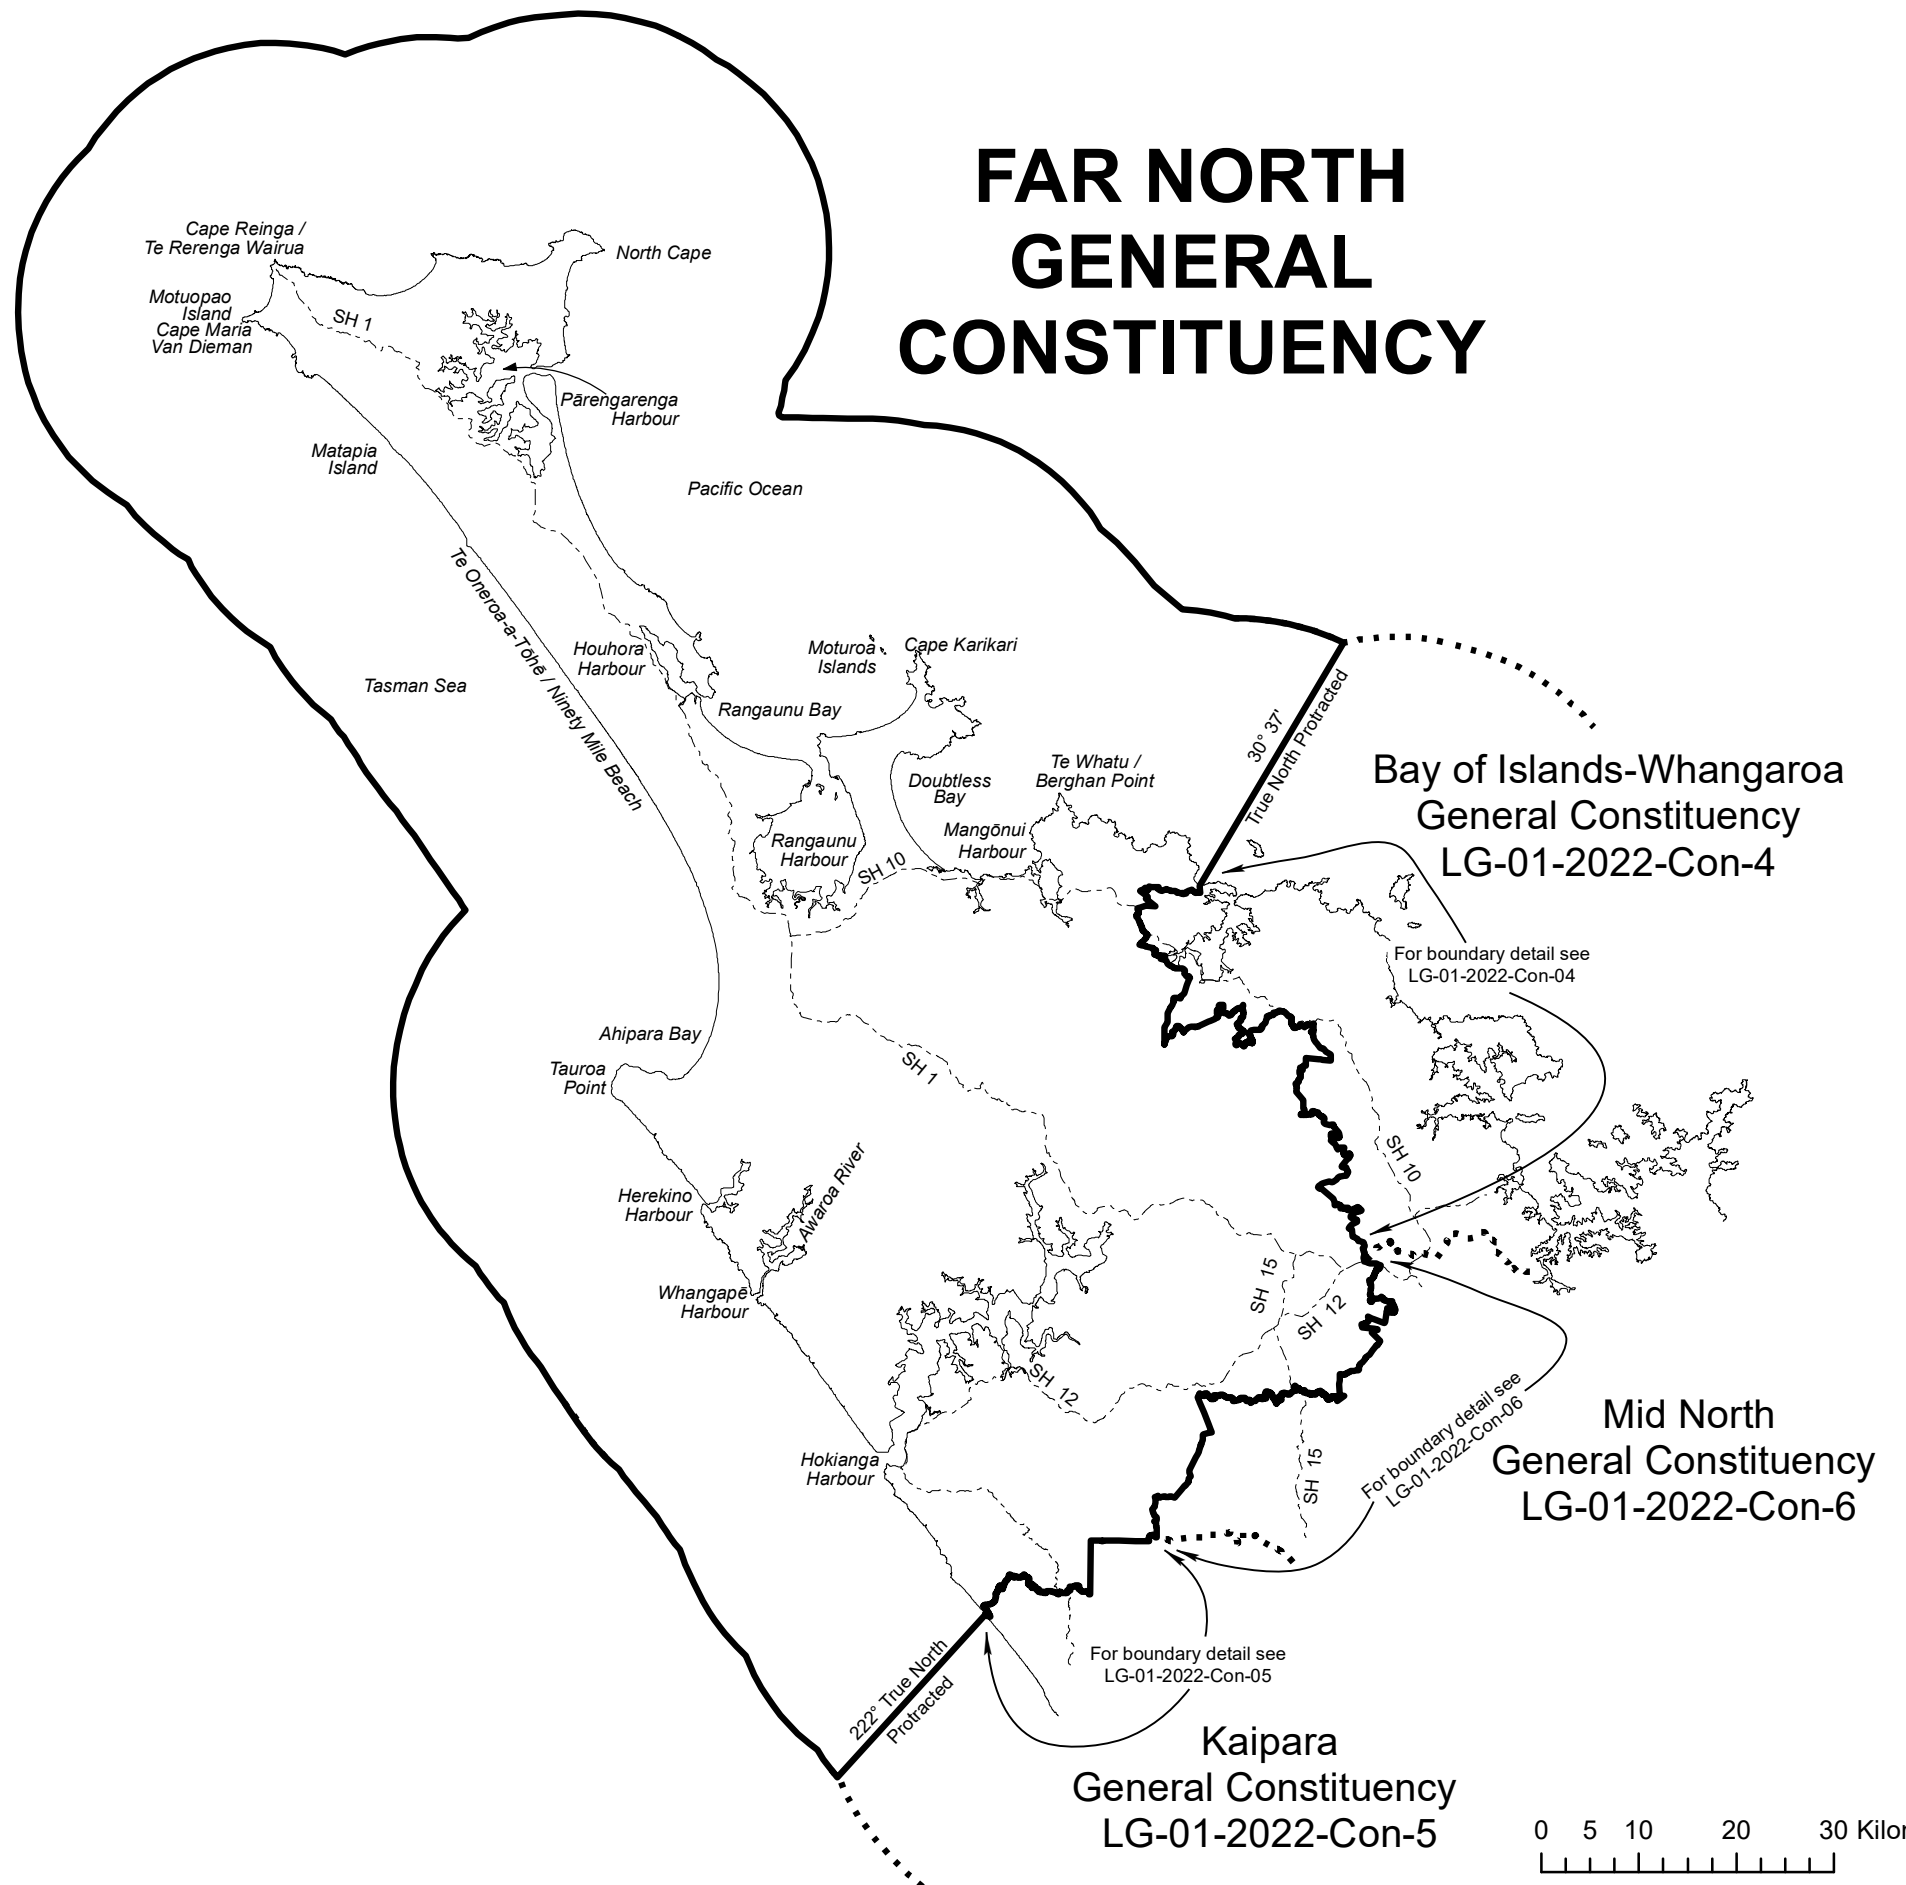 FAR NORTH
GENERAL
CONSTITUENCY
Cape Reinga /
Te Rerenga Wairua
North Cape
Motuopao
Island
Cape Maria
Van Dieman
SH 1
Pārengarenga
Harbour
Matapia
Island
Pacific Ocean
Te Oneroa-a-Tōhē / Ninety Mile Beach
Houhora
Harbour
Moturoa
Islands
Cape Karikari
Tasman Sea
Rangaunu Bay
30° 37'
True North Protracted
Te Whatu /
Berghan Point
Doubtless
Bay
Bay of Islands-Whangaroa
General Constituency
LG-01-2022-Con-4
Rangaunu
Harbour
Mangōnui
Harbour
SH 10
For boundary detail see
LG-01-2022-Con-04
Ahipara Bay
Tauroa
Point
SH 1
SH 10
Herekino
Harbour
Awaroa River
Whangapē
Harbour
SH 15
SH 12
SH 12
For boundary detail see
LG-01-2022-Con-06
Mid North
General Constituency
LG-01-2022-Con-6
Hokianga
Harbour
SH 15
For boundary detail see
LG-01-2022-Con-05
222° True North
Protracted
Kaipara
General Constituency
LG-01-2022-Con-5
0 5 10 20 30 Kilo